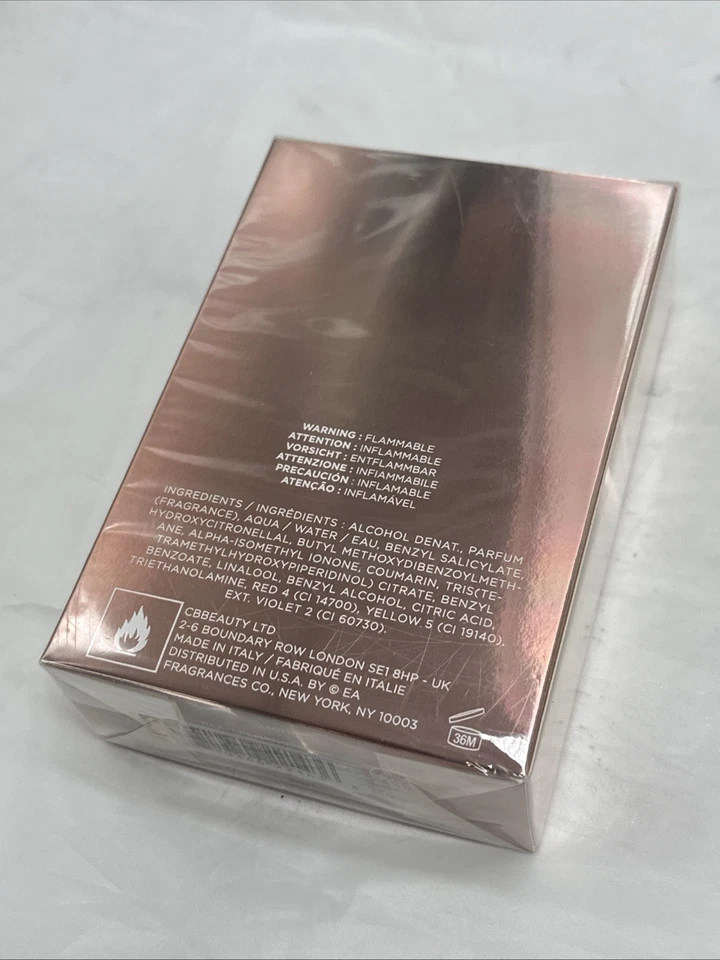 WARNING : FLAMMABLE
ATTENTION : INFLAMMABLE
VORSICHT : ENTFLAMMBAR
ATTENZIONE : INFIAMMABILE
PRECAUCIÓN : INFLAMABLE
ATENÇÃO : INFLAMÁVEL
INGREDIENTS / INGRÉDIENTS : ALCOHOL DENAT., PARFUM
(FRAGRANCE), AQUA / WATER / EAU, BENZYL SALICYLATE,
HYDROXYCITRONELLAL, BUTYL METHOXYDIBENZOYLMETH-
ANE, ALPHA-ISOMETHYL IONONE, COUMARIN, TRIS(TE-
TRAMETHYLHYDROXYPIPERIDINOL) CITRATE, BENZYL
BENZOATE, LINALOOL, BENZYL ALCOHOL, CITRIC ACID,
TRIETHANOLAMINE, RED 4 (CI 14700), YELLOW 5 (CI 19140),
EXT. VIOLET 2 (CI 60730).
CBBEAUTY LTD
2-6 BOUNDARY ROW LONDON SE1 8HP - UK
MADE IN ITALY / FABRIQUÉ EN ITALIE
DISTRIBUTED IN U.S.A. BY © EA
FRAGRANCES CO., NEW YORK, NY 10003
36M